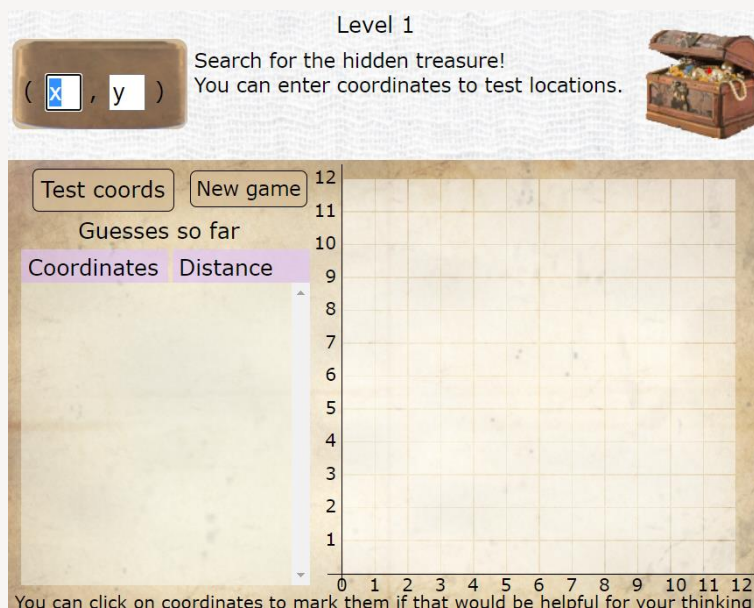 Level 1
( x , y )
Search for the hidden treasure!
You can enter coordinates to test locations.
Test coords
New game
Guesses so far
Coordinates Distance
12
11
10
9
8
7
6
5
4
3
2
1
0 1 2 3 4 5 6 7 8 9 10 11 12
You can click on coordinates to mark them if that would be helpful for your thinking